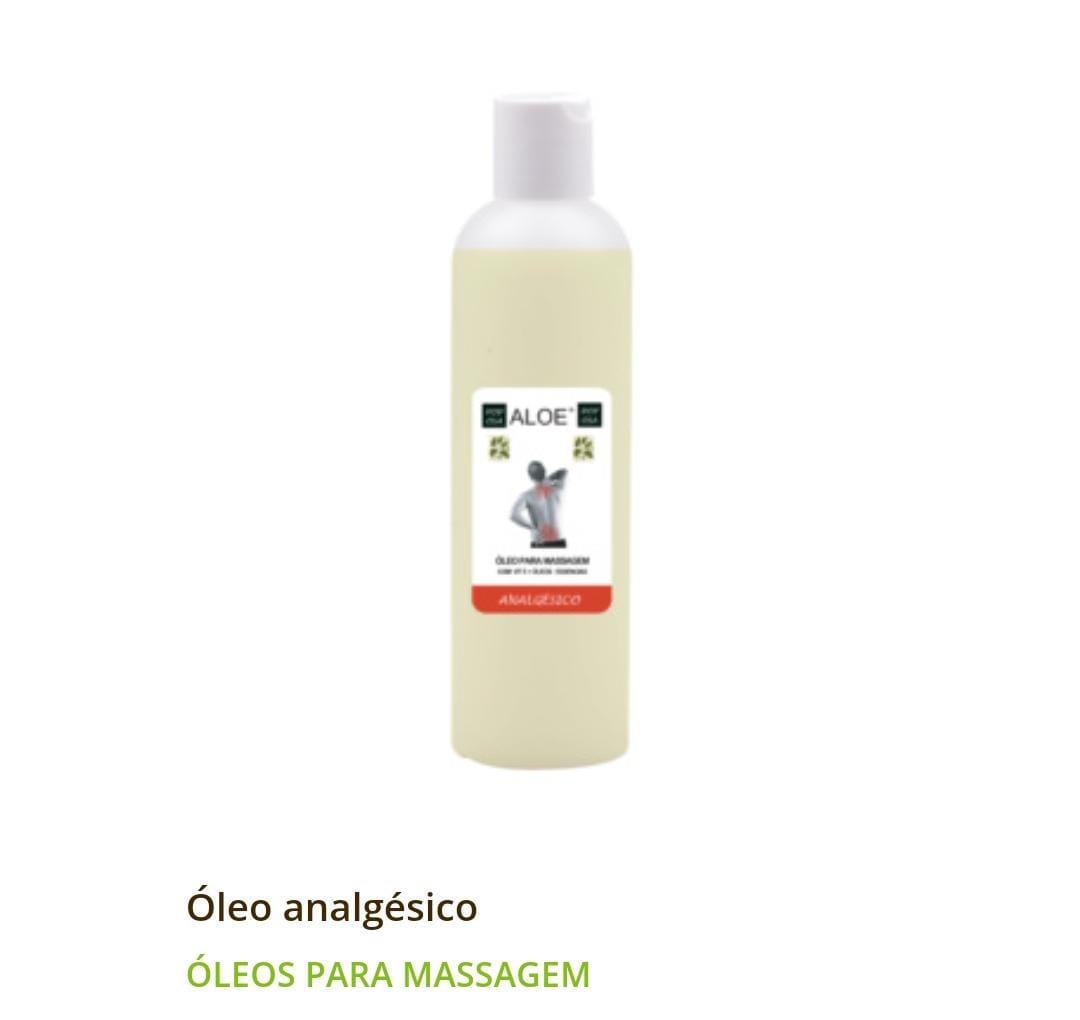 ALOE
ÓLEO PARA MASSAGEM
ANALGÉSICO
Óleo analgésico
ÓLEOS PARA MASSAGEM